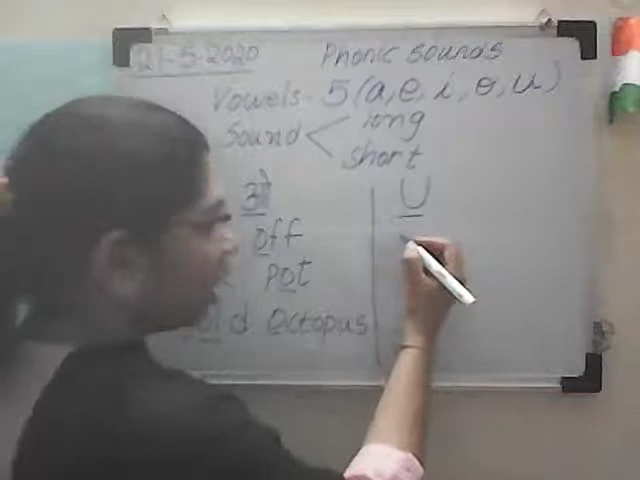 21-5-2020 Phonic sounds
Vowels - 5 (a, e, i, o, u)
Sound < long
short
ऑ U
off
pot
Octopus